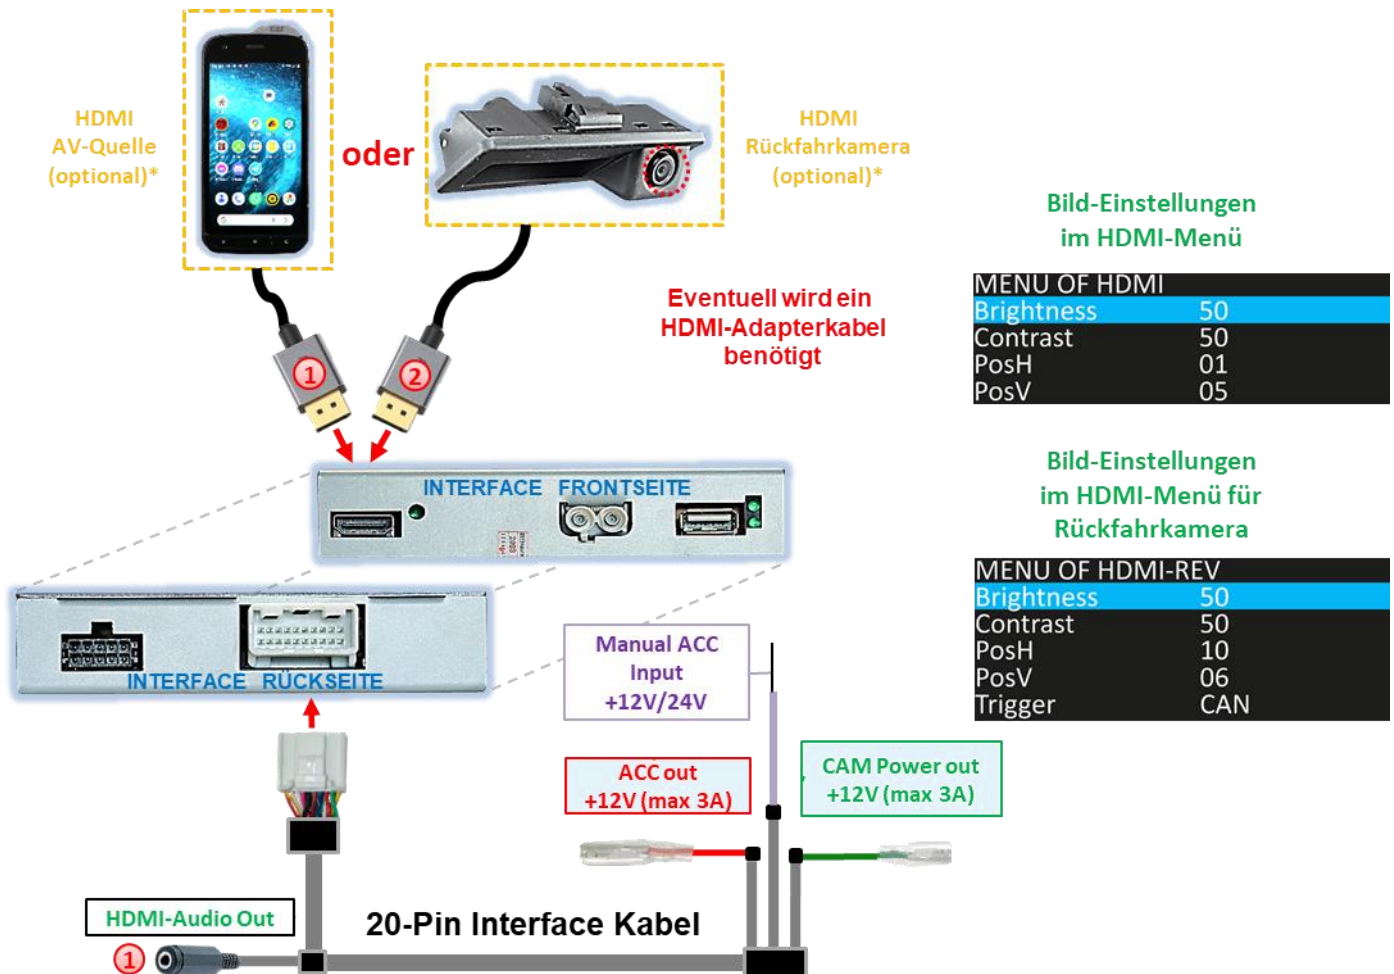 HDMI
AV-Quelle
(optional)*
oder
HDMI
Rückfahrkamera
(optional)*
Bild-Einstellungen
im HDMI-Menü
MENU OF HDMI
Brightness 50
Contrast 50
PosH 01
PosV 05
Eventuell wird ein
HDMI-Adapterkabel
benötigt
1
2
INTERFACE FRONTSEITE
Bild-Einstellungen
im HDMI-Menü für
Rückfahrkamera
MENU OF HDMI-REV
Brightness 50
Contrast 50
PosH 10
PosV 06
Trigger CAN
INTERFACE RÜCKSEITE
Manual ACC
Input
+12V/24V
ACC out
+12V (max 3A)
CAM Power out
+12V (max 3A)
HDMI-Audio Out
20-Pin Interface Kabel
1